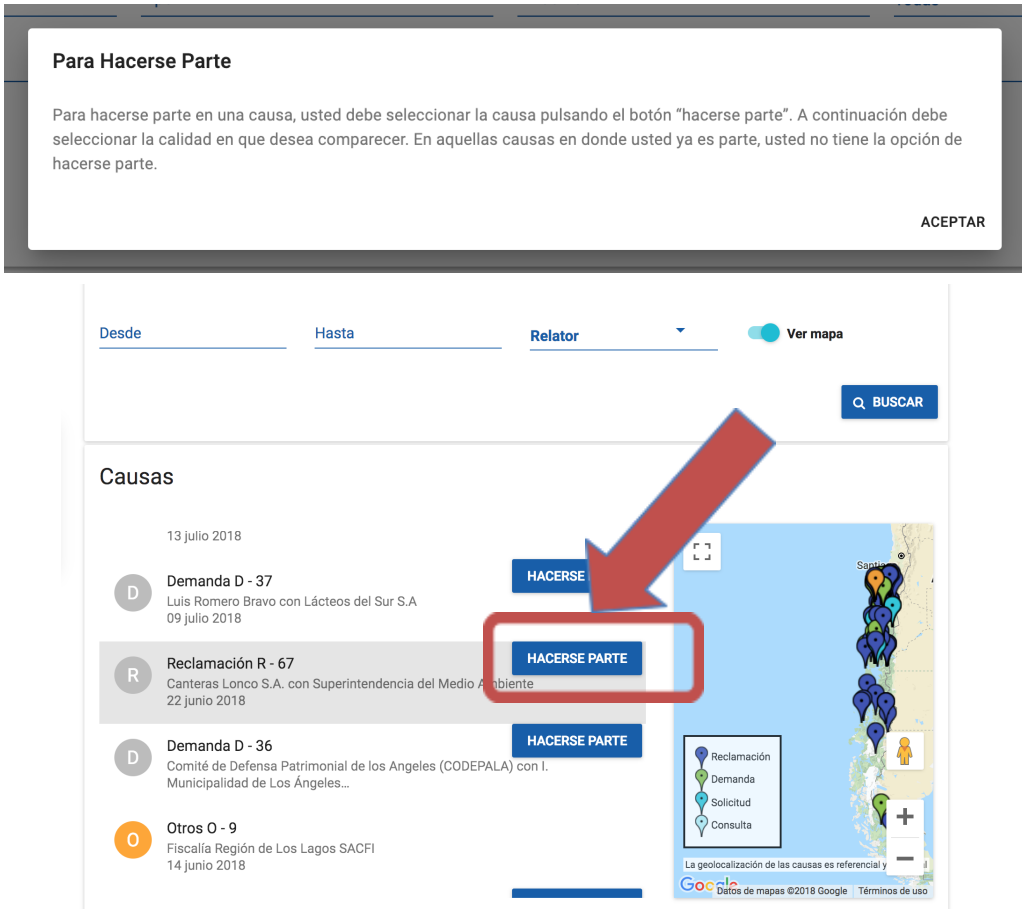 Para Hacerse Parte
Para hacerse parte en una causa, usted debe seleccionar la causa pulsando el botón “hacerse parte”. A continuación debe
seleccionar la calidad en que desea comparecer. En aquellas causas en donde usted ya es parte, usted no tiene la opción de
hacerse parte.
ACEPTAR
Desde
Hasta
Relator
Ver mapa
BUSCAR
Causas
13 julio 2018
D
Demanda D - 37
Luis Romero Bravo con Lácteos del Sur S.A
09 julio 2018
HACERSE
R
Reclamación R - 67
Canteras Lonco S.A. con Superintendencia del Medio Ambiente
22 junio 2018
HACERSE PARTE
D
Demanda D - 36
Comité de Defensa Patrimonial de los Angeles (CODEPALA) con I.
Municipalidad de Los Ángeles...
HACERSE PARTE
O
Otros O - 9
Fiscalía Región de Los Lagos SACFI
14 junio 2018
Reclamación
Demanda
Solicitud
Consulta
La geolocalización de las causas es referencial y
Google
Datos de mapas ©2018 Google
Términos de uso